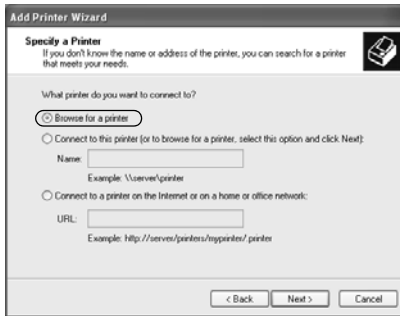 Add Printer Wizard
Specify a Printer
If you don't know the name or address of the printer, you can search for a printer
that meets your needs.
What printer do you want to connect to?
Browse for a printer
Connect to this printer (or to browse for a printer, select this option and click Next):
Name:
Example: \\server\printer
Connect to a printer on the Internet or on a home or office network:
URL:
Example: http://server/printers/myprinter/.printer
< Back Next > Cancel